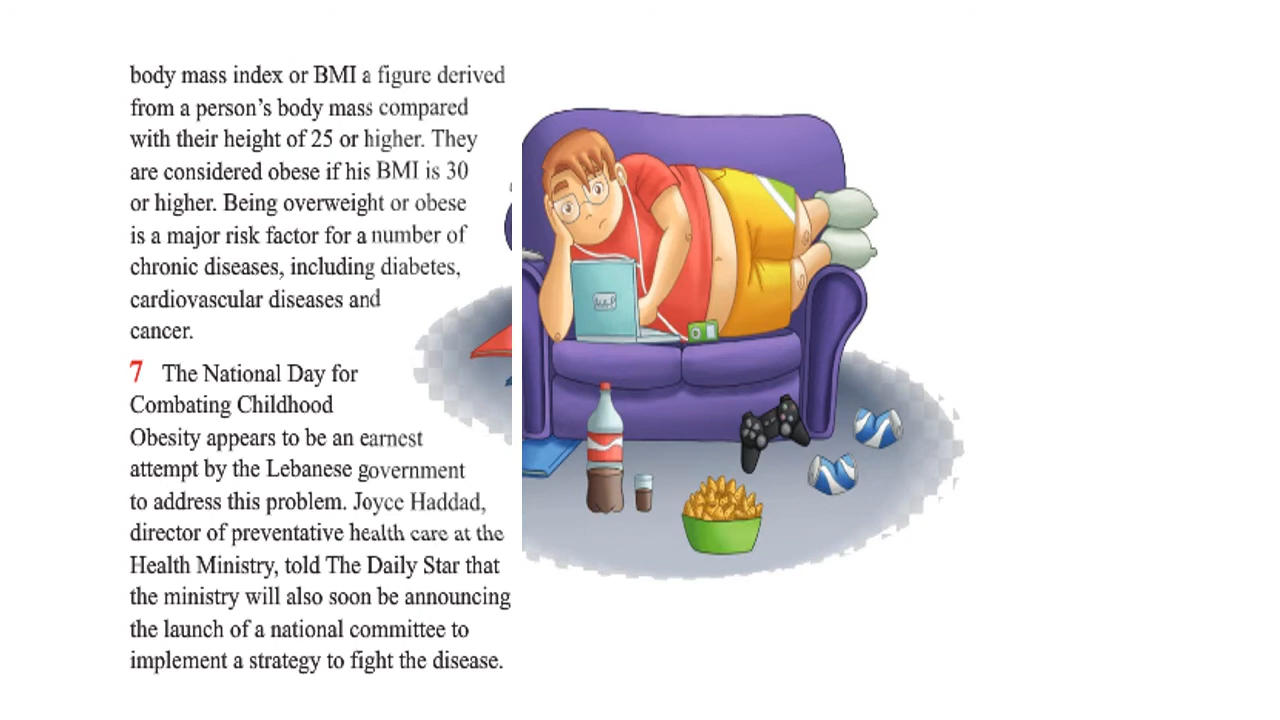 body mass index or BMI a figure derived
from a person's body mass compared
with their height of 25 or higher. They
are considered obese if his BMI is 30
or higher. Being overweight or obese
is a major risk factor for a number of
chronic diseases, including diabetes,
cardiovascular diseases and
cancer.
7 The National Day for
Combating Childhood
Obesity appears to be an earnest
attempt by the Lebanese government
to address this problem. Joyce Haddad,
director of preventative health care at the
Health Ministry, told The Daily Star that
the ministry will also soon be announcing
the launch of a national committee to
implement a strategy to fight the disease.